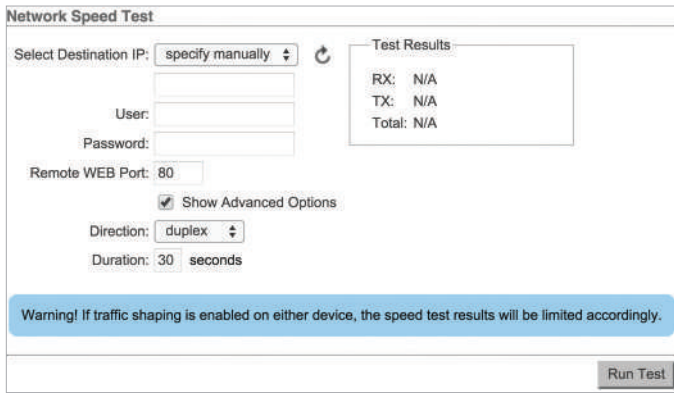 Network Speed Test
Select Destination IP: specify manually
User:
Password:
Remote WEB Port: 80
Show Advanced Options
Direction: duplex
Duration: 30 seconds
Test Results
RX: N/A
TX: N/A
Total: N/A
Warning! If traffic shaping is enabled on either device, the speed test results will be limited accordingly.
Run Test